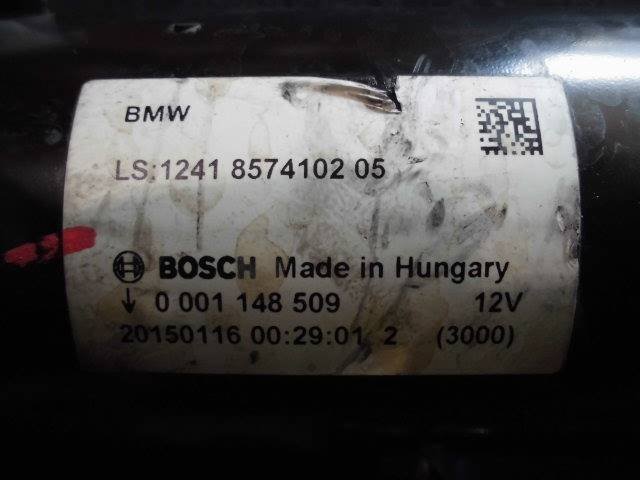 BMW
LS:1241 8574102 05
BOSCH Made in Hungary
↓ 0 001 148 509 12V
20150116 00:29:01 2 (3000)